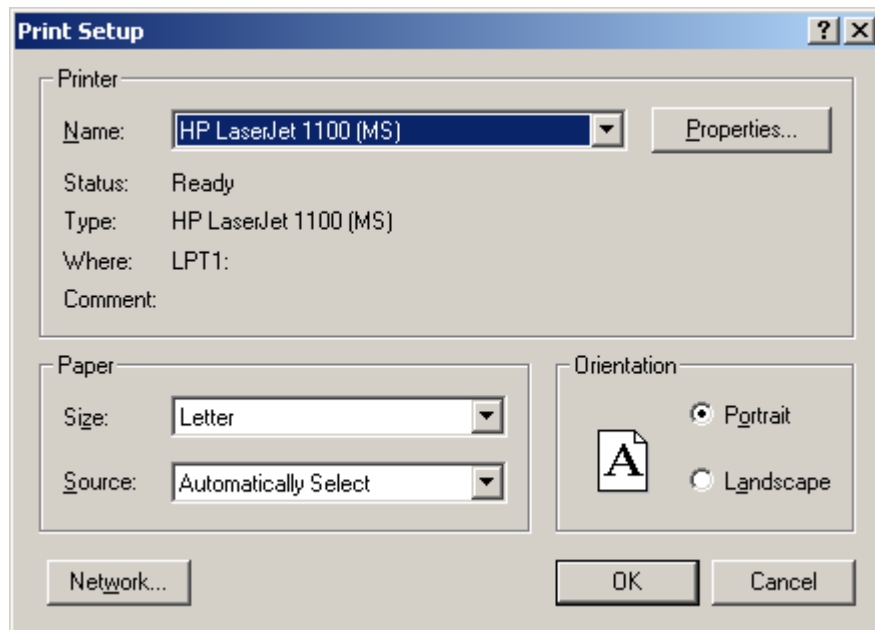 Print Setup
Printer
Name: HP LaserJet 1100 (MS) Properties...
Status: Ready
Type: HP LaserJet 1100 (MS)
Where: LPT1:
Comment:
Paper
Size: Letter
Source: Automatically Select
Orientation
A
Portrait
Landscape
Network... OK Cancel